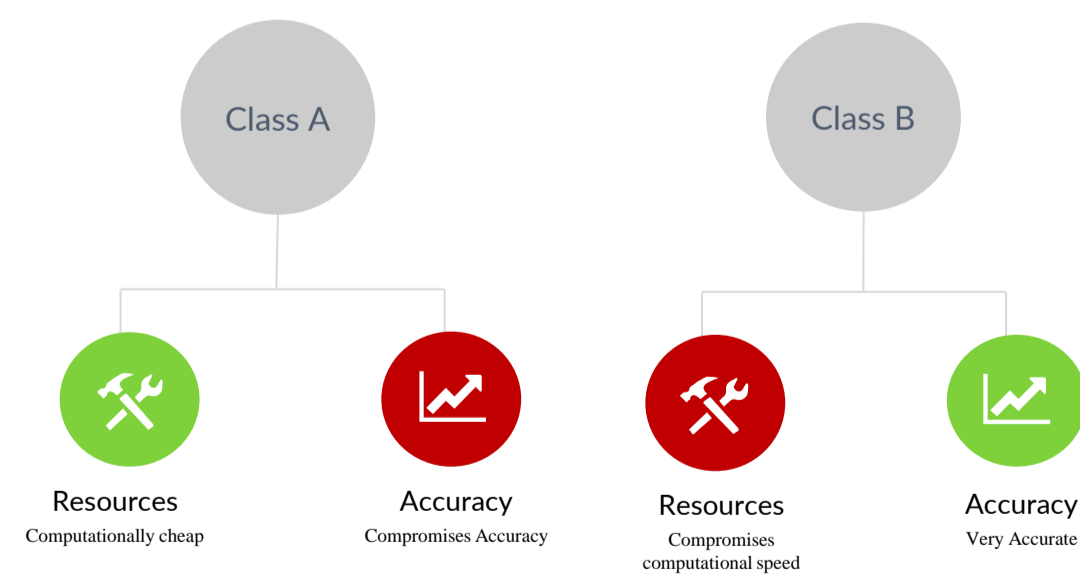 Class A
Class B
Resources
Computationally cheap
Accuracy
Compromises Accuracy
Resources
Compromises
computational speed
Accuracy
Very Accurate